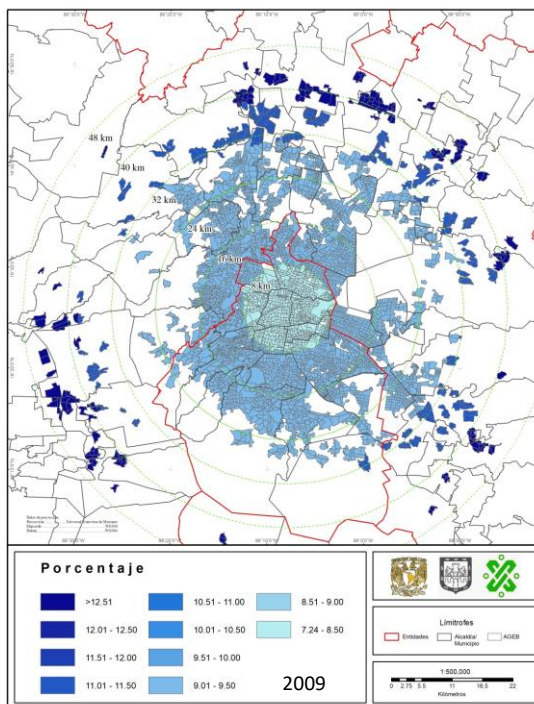 48 km
40 km
32 km
24 km
16 km
8 km
Porcentaje
>12.51
12.01 - 12.50
11.51 - 12.00
11.01 - 11.50
10.51 - 11.00
10.01 - 10.50
9.51 - 10.00
9.01 - 9.50
8.51 - 9.00
7.24 - 8.50
2009
Limítrofes
Entidades
Alcaldía/
Municipio
AGEB
1:500,000
0 2.75 5.5 11 16.5 22
Kilómetros